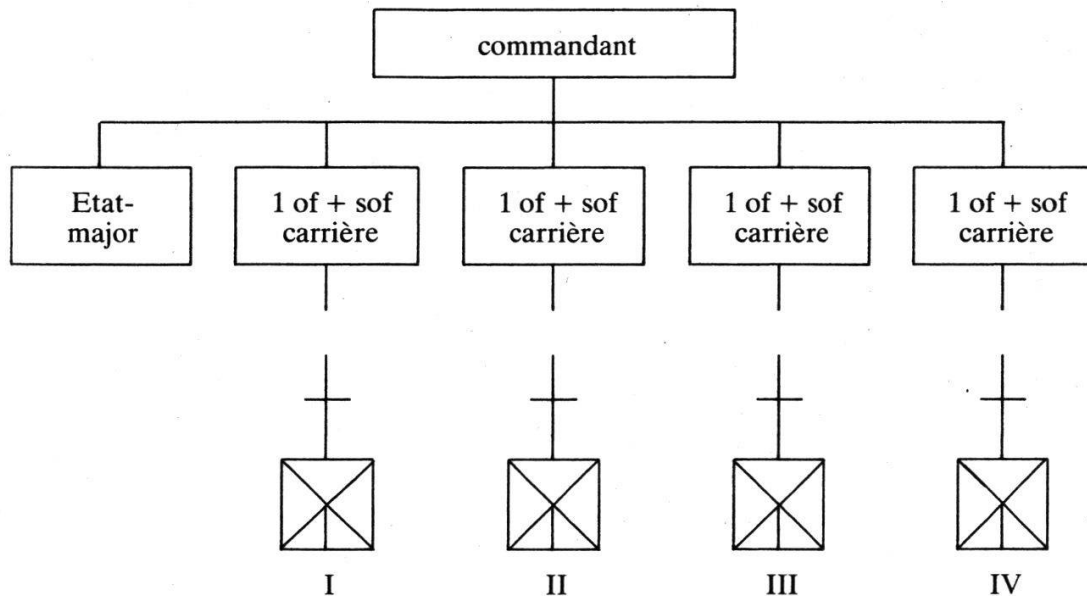 commandant
Etat-
major
1 of + sof
carrière
1 of + sof
carrière
1 of + sof
carrière
1 of + sof
carrière
I
II
III
IV